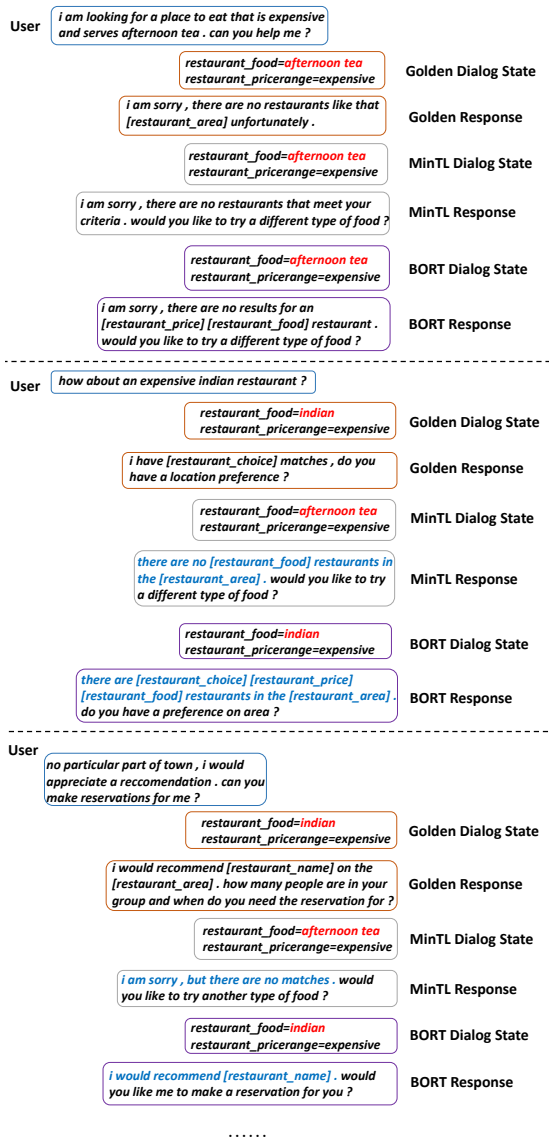 User
i am looking for a place to eat that is expensive
and serves afternoon tea . can you help me ?
restaurant_food=afternoon tea
restaurant_pricerange=expensive
Golden Dialog State
i am sorry , there are no restaurants like that
[restaurant_area] unfortunately .
Golden Response
restaurant_food=afternoon tea
restaurant_pricerange=expensive
MinTL Dialog State
i am sorry , there are no restaurants that meet your
criteria . would you like to try a different type of food ?
MinTL Response
restaurant_food=afternoon tea
restaurant_pricerange=expensive
BORT Dialog State
i am sorry , there are no results for an
[restaurant_price] [restaurant_food] restaurant .
would you like to try a different type of food ?
BORT Response
User
how about an expensive indian restaurant ?
restaurant_food=indian
restaurant_pricerange=expensive
Golden Dialog State
i have [restaurant_choice] matches , do you
have a location preference ?
Golden Response
restaurant_food=afternoon tea
restaurant_pricerange=expensive
MinTL Dialog State
there are no [restaurant_food] restaurants in
the [restaurant_area] . would you like to try
a different type of food ?
MinTL Response
restaurant_food=indian
restaurant_pricerange=expensive
BORT Dialog State
there are [restaurant_choice] [restaurant_price]
[restaurant_food] restaurants in the [restaurant_area] .
do you have a preference on area ?
BORT Response
User
no particular part of town , i would
appreciate a reccomendation . can you
make reservations for me ?
restaurant_food=indian
restaurant_pricerange=expensive
Golden Dialog State
i would recommend [restaurant_name] on the
[restaurant_area] . how many people are in your
group and when do you need the reservation for ?
Golden Response
restaurant_food=afternoon tea
restaurant_pricerange=expensive
MinTL Dialog State
i am sorry , but there are no matches . would
you like to try another type of food ?
MinTL Response
restaurant_food=indian
restaurant_pricerange=expensive
BORT Dialog State
i would recommend [restaurant_name] . would
you like me to make a reservation for you ?
BORT Response
......